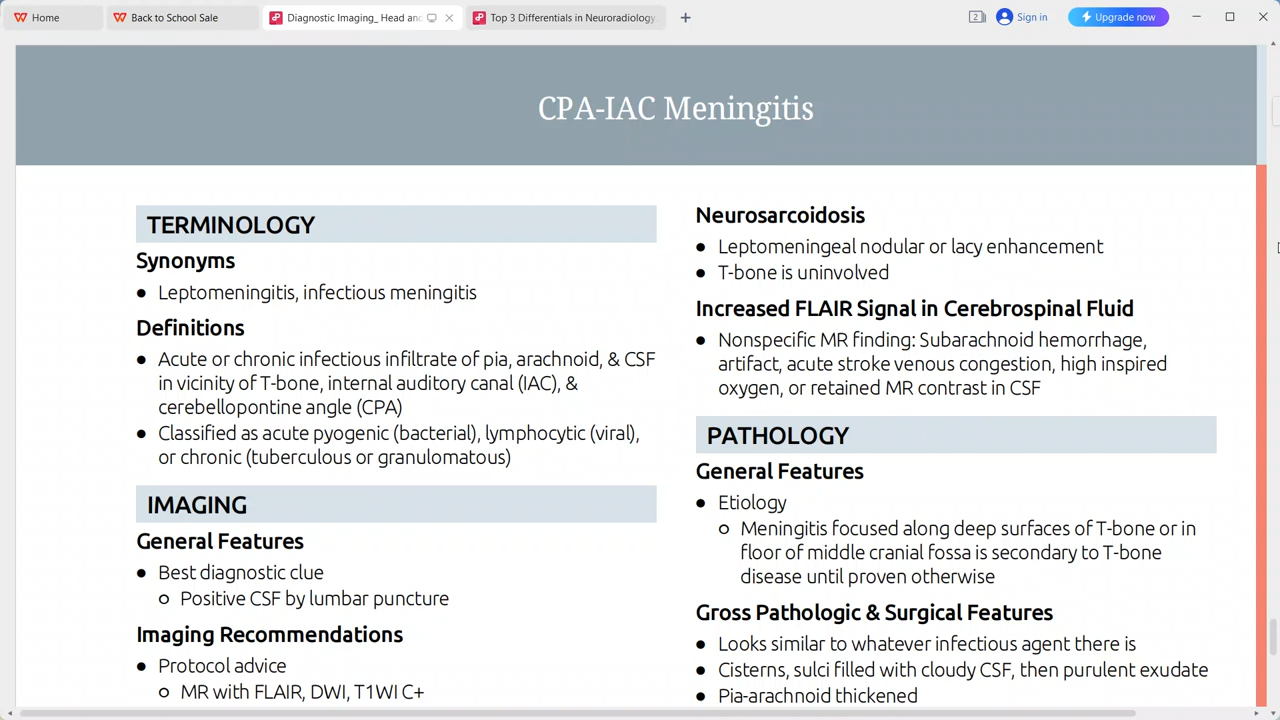 Home
Back to School Sale
Diagnostic Imaging_ Head and
Top 3 Differentials in Neuroradiology
2
Sign in
Upgrade now
CPA-IAC Meningitis
TERMINOLOGY
Synonyms
● Leptomeningitis, infectious meningitis
Definitions
● Acute or chronic infectious infiltrate of pia, arachnoid, & CSF
in vicinity of T-bone, internal auditory canal (IAC), &
cerebellopontine angle (CPA)
● Classified as acute pyogenic (bacterial), lymphocytic (viral),
or chronic (tuberculous or granulomatous)
IMAGING
General Features
● Best diagnostic clue
○ Positive CSF by lumbar puncture
Imaging Recommendations
● Protocol advice
○ MR with FLAIR, DWI, T1WI C+
Neurosarcoidosis
● Leptomeningeal nodular or lacy enhancement
● T-bone is uninvolved
Increased FLAIR Signal in Cerebrospinal Fluid
● Nonspecific MR finding: Subarachnoid hemorrhage,
artifact, acute stroke venous congestion, high inspired
oxygen, or retained MR contrast in CSF
PATHOLOGY
General Features
● Etiology
○ Meningitis focused along deep surfaces of T-bone or in
floor of middle cranial fossa is secondary to T-bone
disease until proven otherwise
Gross Pathologic & Surgical Features
● Looks similar to whatever infectious agent there is
● Cisterns, sulci filled with cloudy CSF, then purulent exudate
● Pia-arachnoid thickened